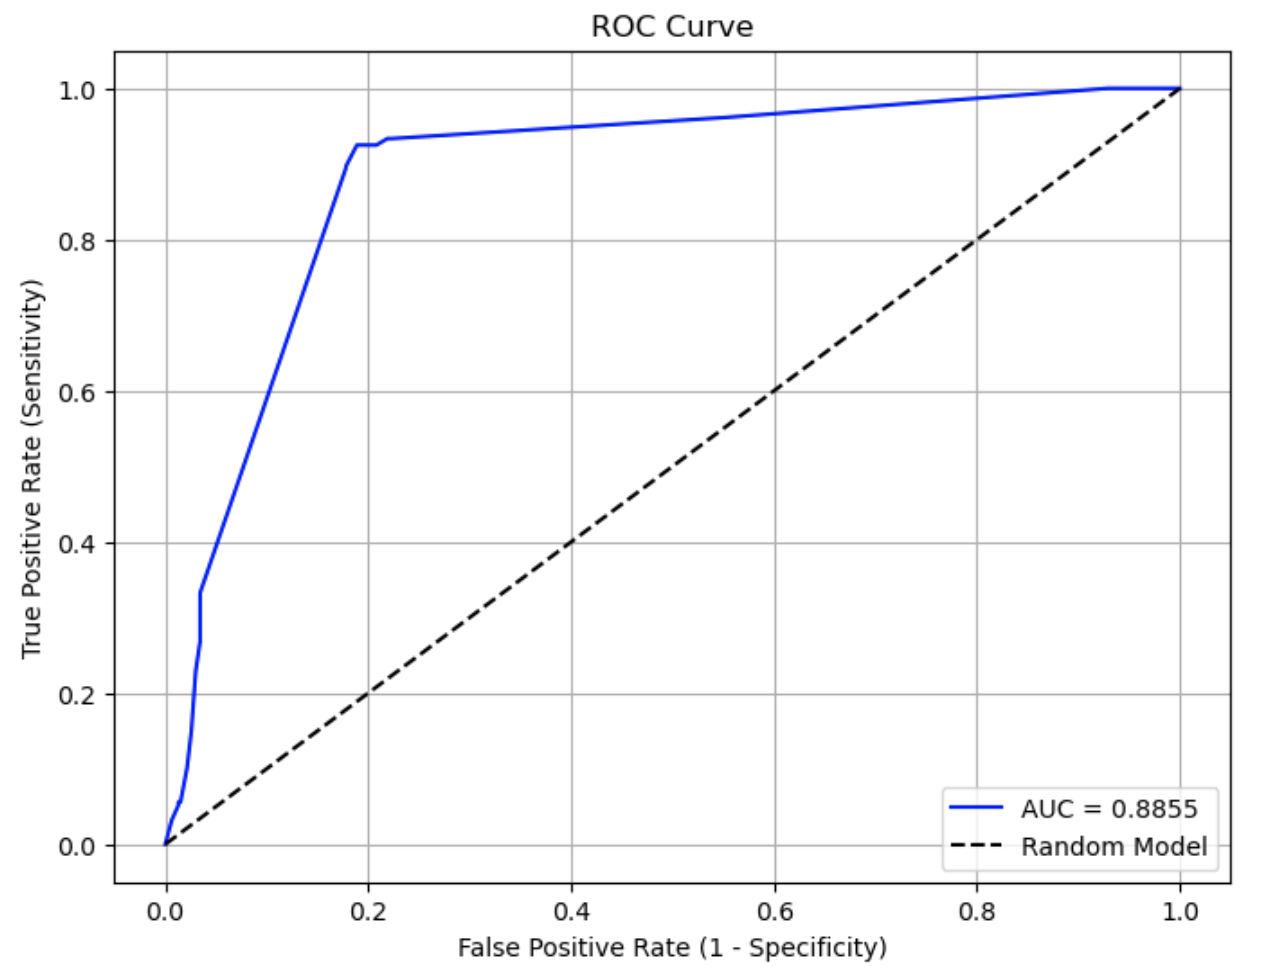 ROC Curve
True Positive Rate (Sensitivity)
1.0
0.8
0.6
0.4
0.2
0.0
AUC = 0.8855
Random Model
0.0 0.2 0.4 0.6 0.8 1.0
False Positive Rate (1 - Specificity)